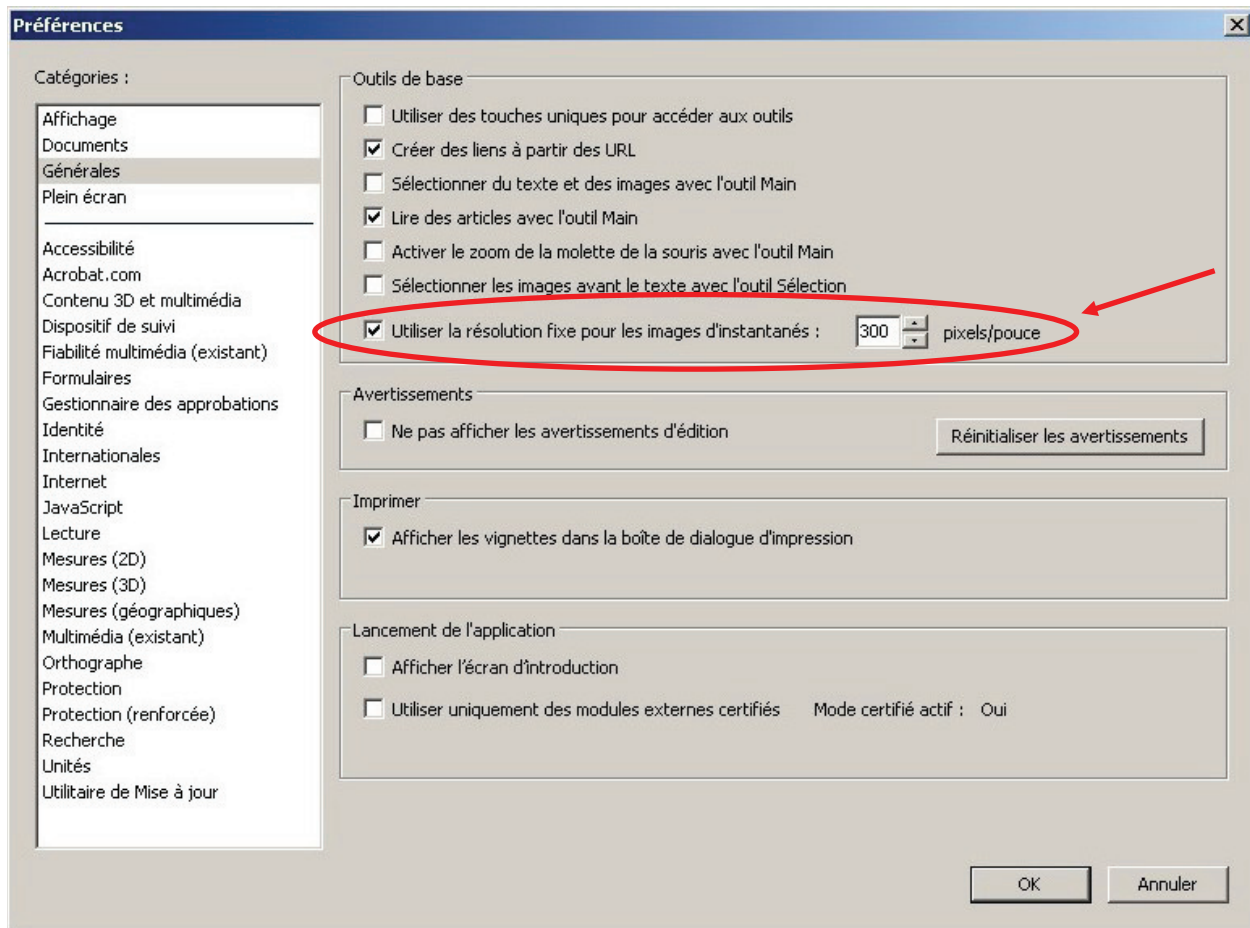 Préférences
Catégories :
Affichage
Documents
Générales
Plein écran
Accessibilité
Acrobat.com
Contenu 3D et multimédia
Dispositif de suivi
Fiabilité multimédia (existant)
Formulaires
Gestionnaire des approbations
Identité
Internationales
Internet
JavaScript
Lecture
Mesures (2D)
Mesures (3D)
Mesures (géographiques)
Multimédia (existant)
Orthographe
Protection
Protection (renforcée)
Recherche
Unités
Utilitaire de Mise à jour
Outils de base
Utiliser des touches uniques pour accéder aux outils
Créer des liens à partir des URL
Sélectionner du texte et des images avec l'outil Main
Lire des articles avec l'outil Main
Activer le zoom de la molette de la souris avec l'outil Main
Sélectionner les images avant le texte avec l'outil Sélection
Utiliser la résolution fixe pour les images d'instantanés : 300 pixels/pouce
Avertissements
Ne pas afficher les avertissements d'édition Réinitialiser les avertissements
Imprimer
Afficher les vignettes dans la boîte de dialogue d'impression
Lancement de l'application
Afficher l'écran d'introduction
Utiliser uniquement des modules externes certifiés Mode certifié actif : Oui
OK Annuler